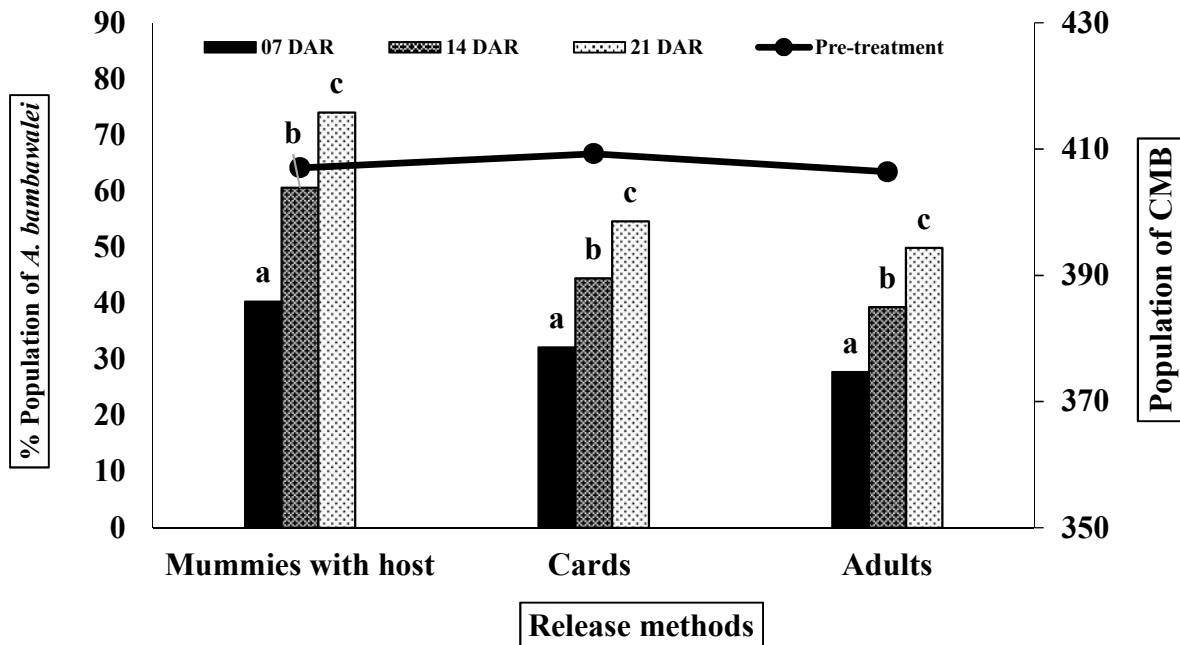 90
80
70
60
50
40
30
20
10
0
% Population of A. bambawalei
07 DAR 14 DAR 21 DAR Pre-treatment
a
b
c
a
b
c
a
b
c
430
410
390
370
350
Population of CMB
Mummies with host Cards Adults
Release methods